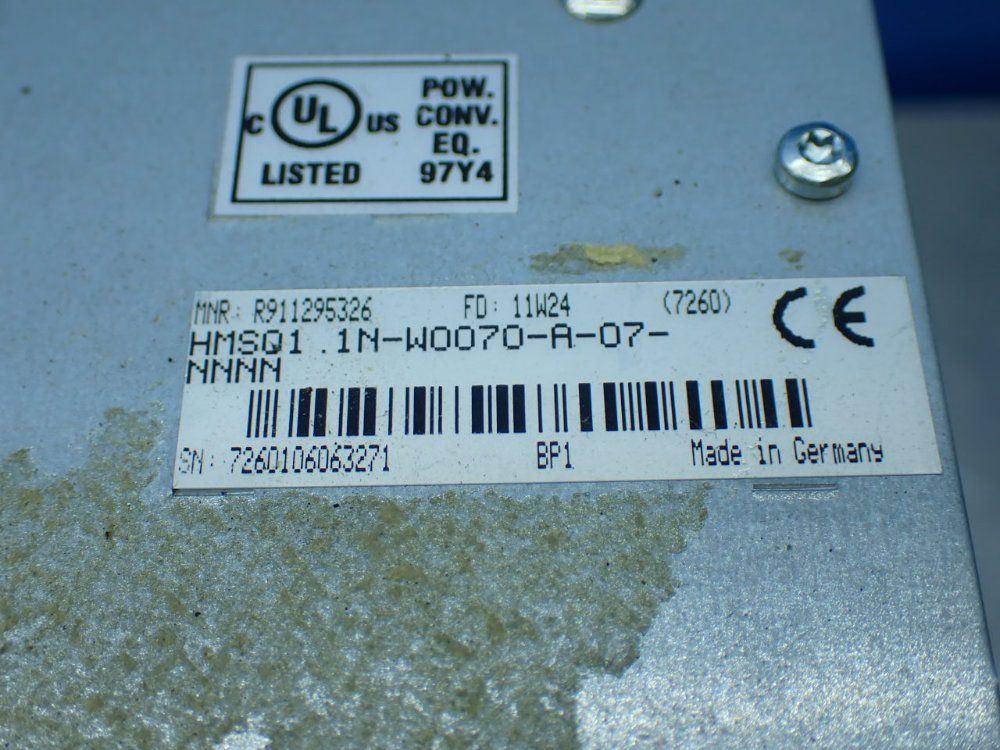 C UL US
LISTED
POW.
CONV.
EQ.
97Y4
MNR: R911295326 FD: 11W24 (7260) CE
HMSQ1.1N-W0070-A-07-
NNNN
SN: 7260106063271 BP1 Made in Germany